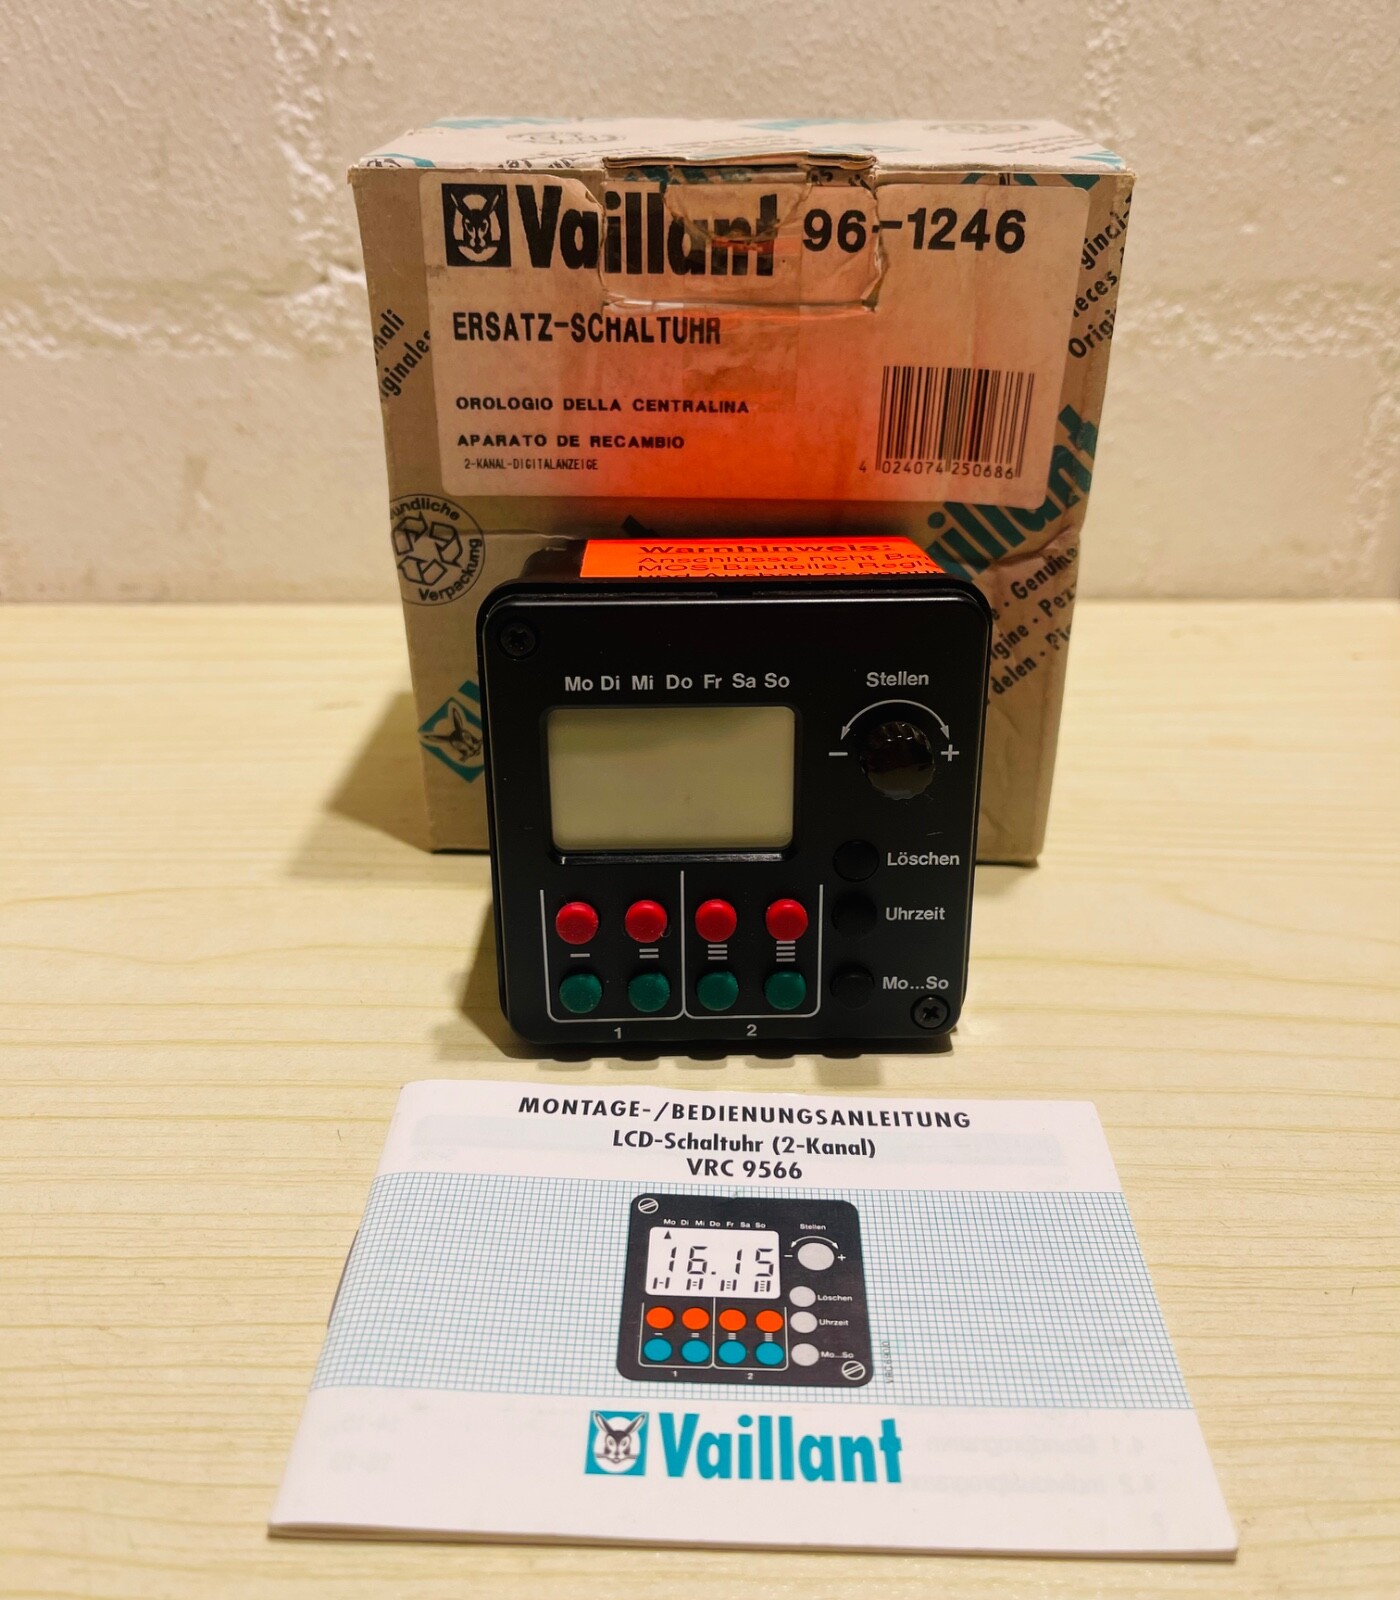 Vaillant 96-1246
ERSATZ-SCHALTUHR
OROLOGIO DELLA CENTRALINA
APARATO DE RECAMBIO
2-KANAL-DIGITALANZEIGE
4 024074 250686
Verpackung
Warnhinweis:
Anschlüsse nicht
MOS-Bauteile.
Mo Di Mi Do Fr Sa So
Stellen
- +
Löschen
Uhrzeit
Mo...So
1 2
MONTAGE-/BEDIENUNGSANLEITUNG
LCD-Schaltuhr (2-Kanal)
VRC 9566
Mo Di Mi Do Fr Sa So
Stellen
- +
16.15
Löschen
Uhrzeit
Mo...So
1 2
Vaillant